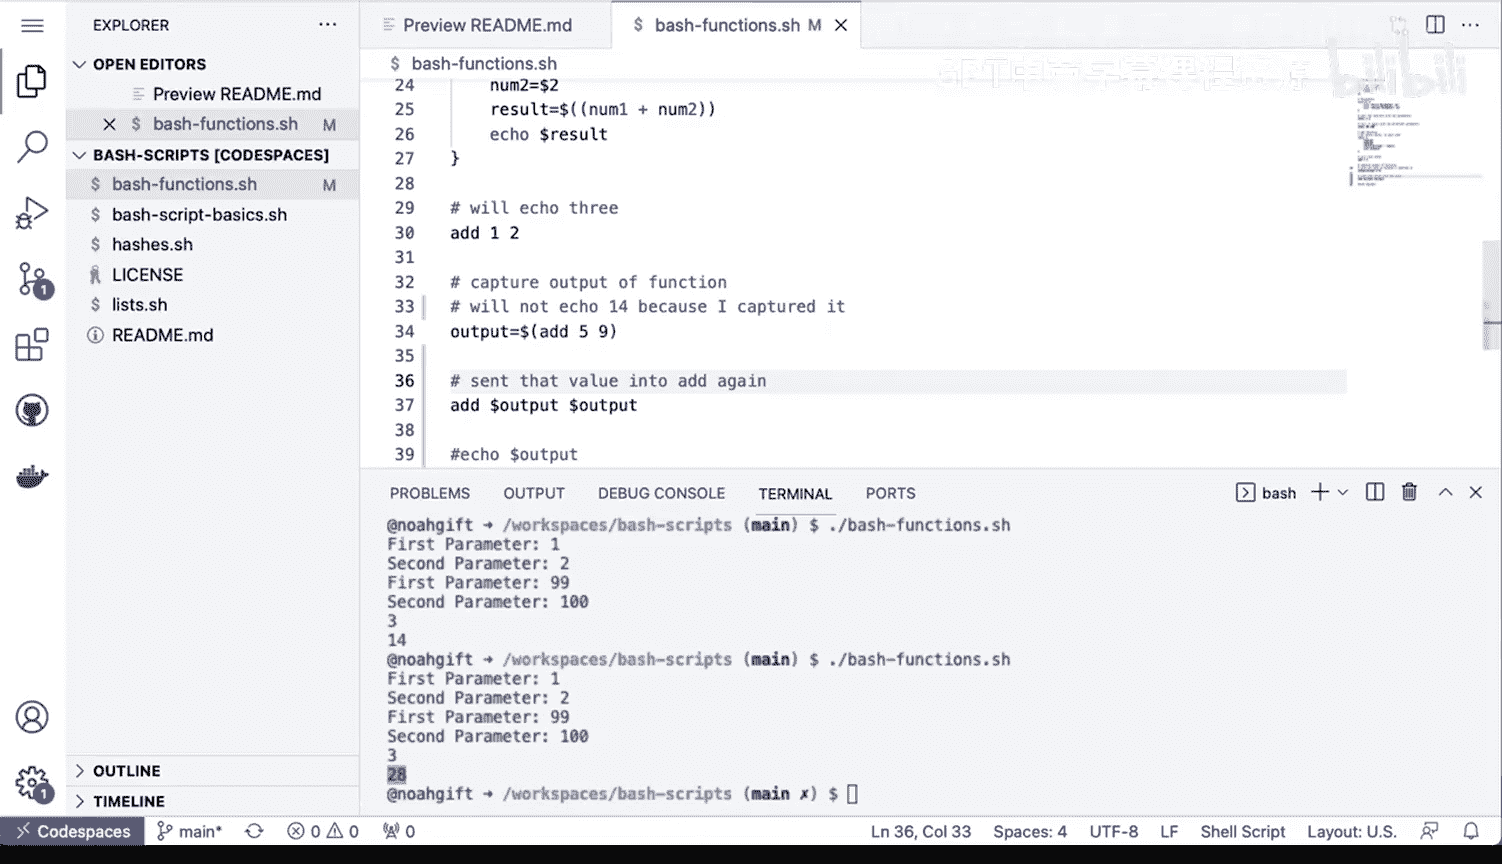 EXPLORER
Preview README.md
$ bash-functions.sh M
OPEN EDITORS
Preview README.md
$ bash-functions.sh M
BASH-SCRIPTS [CODESPACES]
$ bash-functions.sh M
$ bash-script-basics.sh
$ hashes.sh
LICENSE
$ lists.sh
README.md
OUTLINE
TIMELINE
1
1
$ bash-functions.sh
bilibili
24 num2=$2
25 result=$((num1 + num2))
26 echo $result
27 }
28
29 # will echo three
30 add 1 2
31
32 # capture output of function
33 # will not echo 14 because I captured it
34 output=$(add 5 9)
35
36 # sent that value into add again
37 add $output $output
38
39 #echo $output
PROBLEMS OUTPUT DEBUG CONSOLE TERMINAL PORTS
bash
@noahgift → /workspaces/bash-scripts (main) $ ./bash-functions.sh
First Parameter: 1
Second Parameter: 2
First Parameter: 99
Second Parameter: 100
3
14
@noahgift → /workspaces/bash-scripts (main) $ ./bash-functions.sh
First Parameter: 1
Second Parameter: 2
First Parameter: 99
Second Parameter: 100
3
28
@noahgift → /workspaces/bash-scripts (main ✗) $
Codespaces main* 0 0 0 Ln 36, Col 33 Spaces: 4 UTF-8 LF Shell Script Layout: U.S.